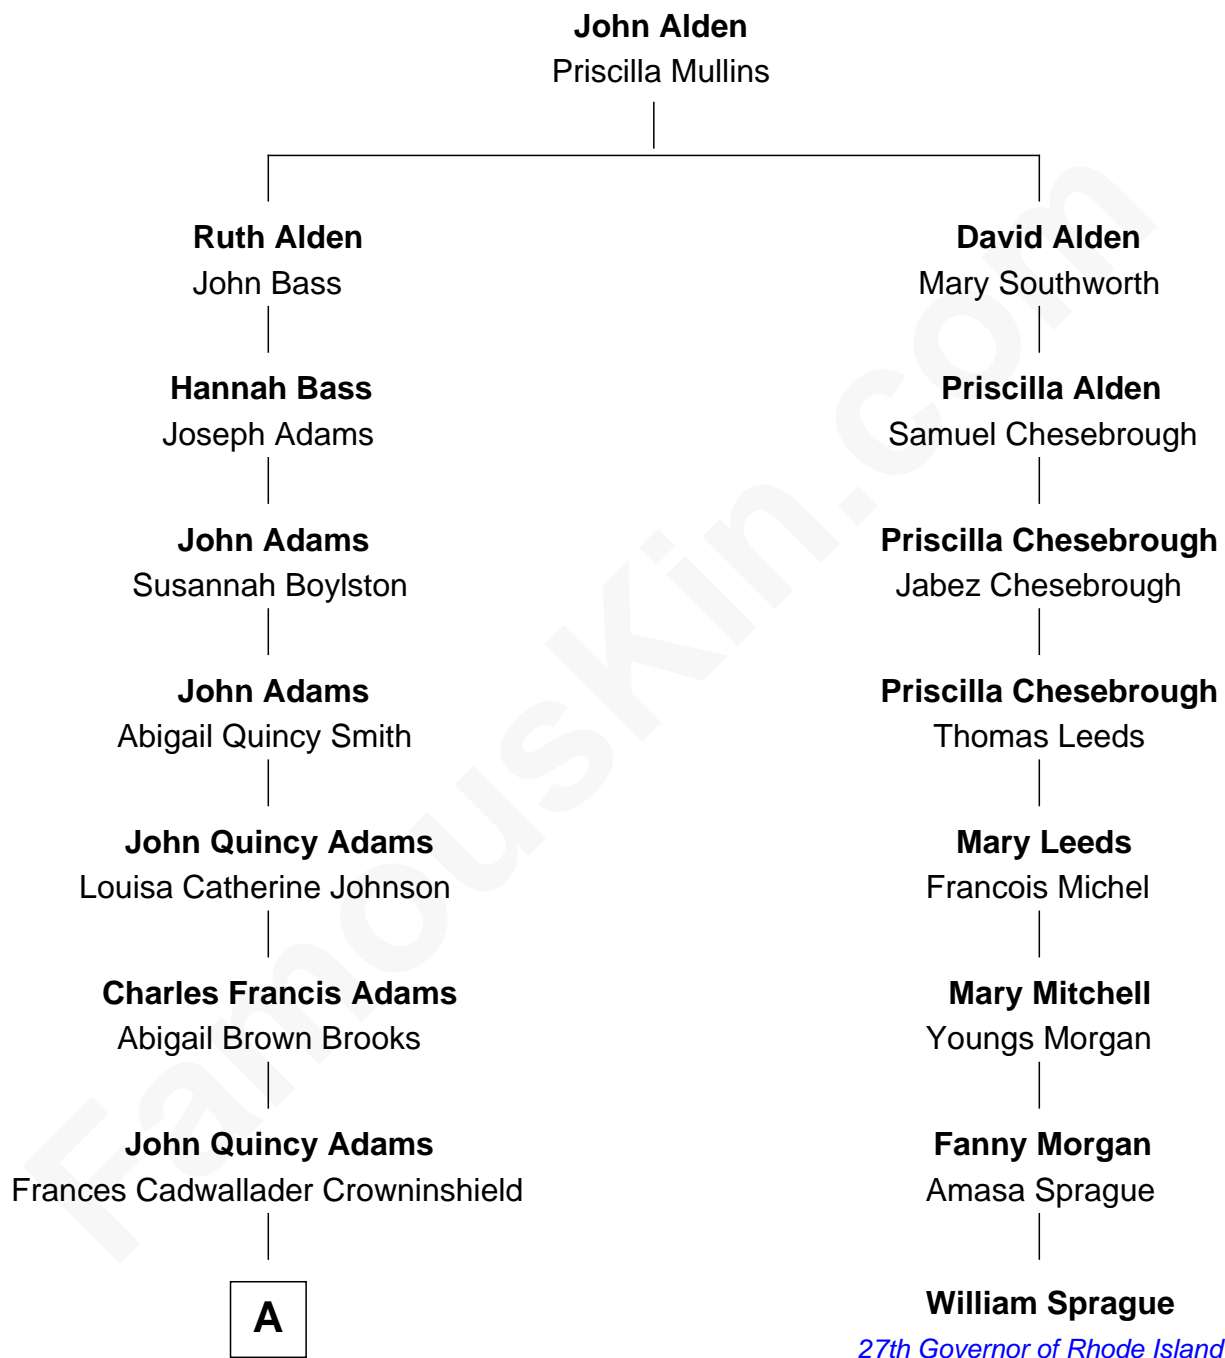 John Alden
Priscilla Mullins
Ruth Alden
John Bass
David Alden
Mary Southworth
Hannah Bass
Joseph Adams
Priscilla Alden
Samuel Chesebrough
John Adams
Susannah Boylston
Priscilla Chesebrough
Jabez Chesebrough
John Adams
Abigail Quincy Smith
Priscilla Chesebrough
Thomas Leeds
John Quincy Adams
Louisa Catherine Johnson
Mary Leeds
Francois Michel
Charles Francis Adams
Abigail Brown Brooks
Mary Mitchell
Youngs Morgan
John Quincy Adams
Frances Cadwallader Crowninshield
Fanny Morgan
Amasa Sprague
A
William Sprague
27th Governor of Rhode Island
FamousKin.com